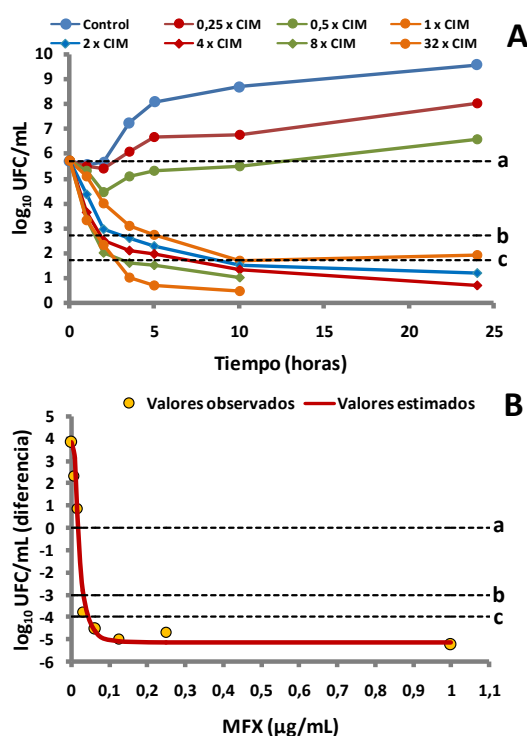 Control 0,25 x CIM 0,5 x CIM 1 x CIM
2 x CIM 4 x CIM 8 x CIM 32 x CIM
A
log10 UFC/mL
10
9
8
7
6
5
4
3
2
1
0
a
b
c
0 5 10 15 20 25
Tiempo (horas)
Valores observados Valores estimados
B
log10 UFC/mL (diferencia)
5
4
3
2
1
0
-1
-2
-3
-4
-5
-6
a
b
c
0 0,1 0,2 0,3 0,4 0,5 0,6 0,7 0,8 0,9 1 1,1
MFX (µg/mL)